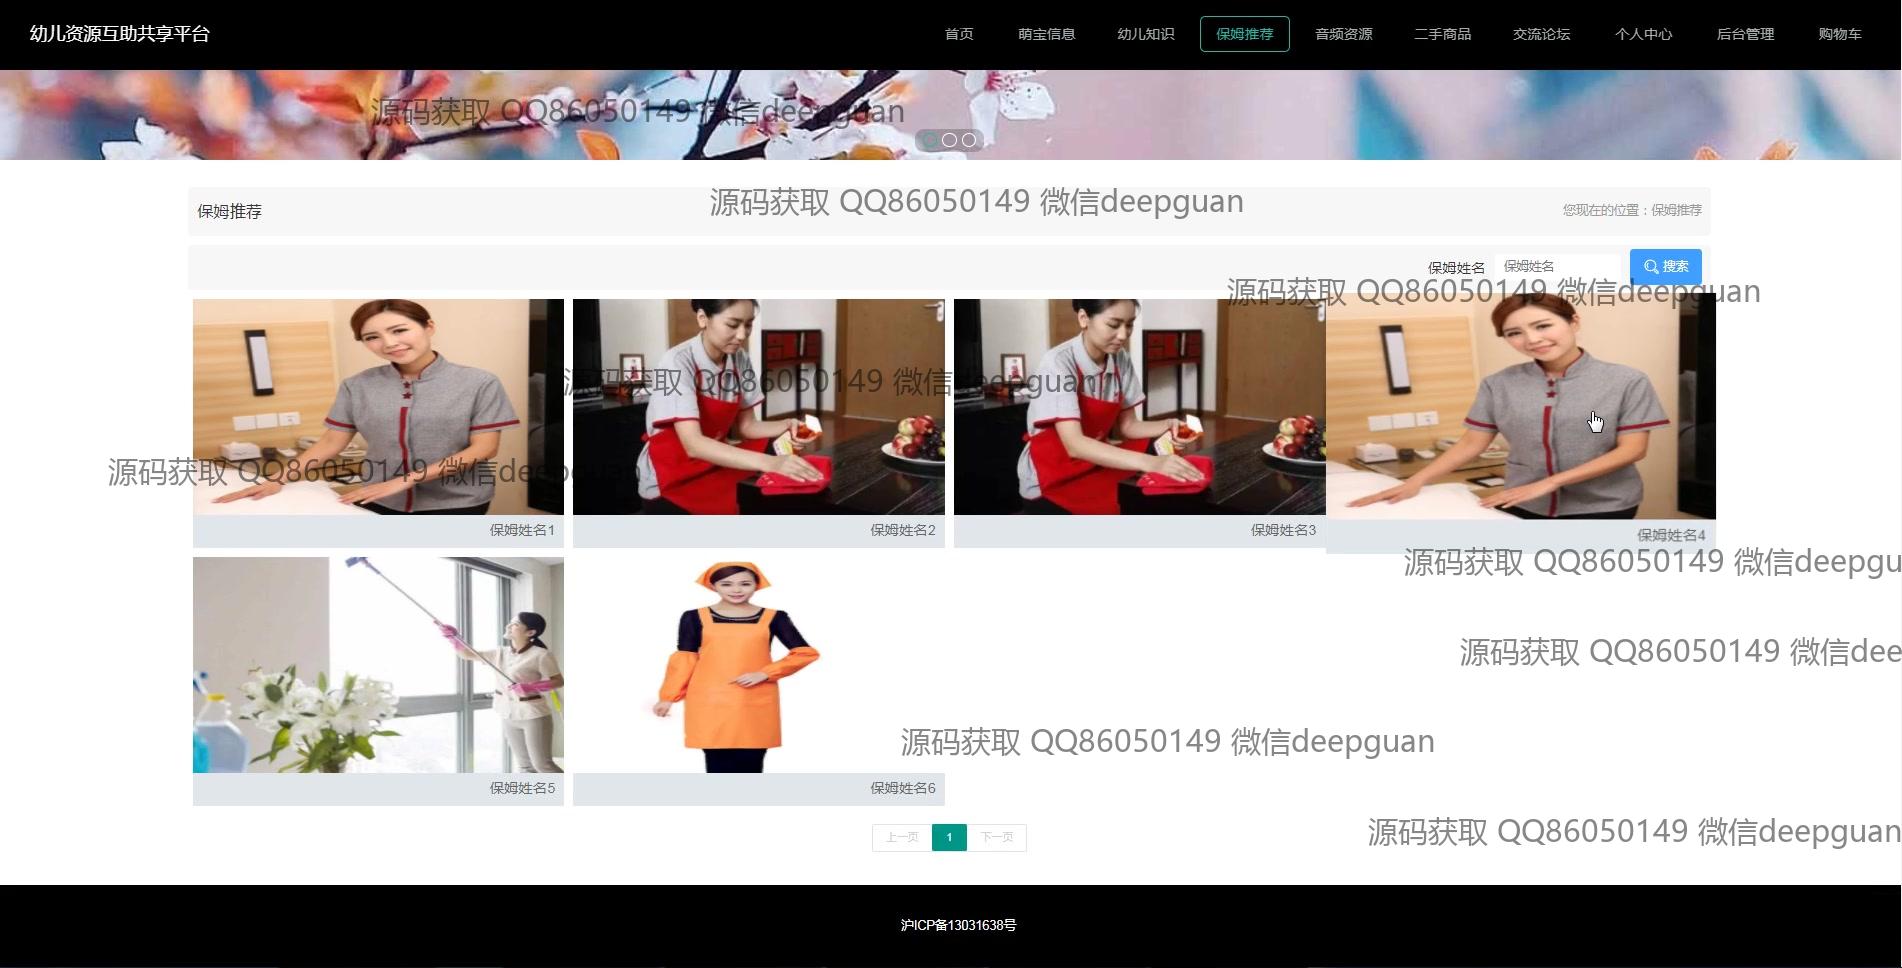 幼儿资源互助共享平台
首页 萌宝信息 幼儿知识 保姆推荐 音频资源 二手商品 交流论坛 个人中心 后台管理 购物车
源码获取 QQ86050149 微信deepguan
保姆推荐
源码获取 QQ86050149 微信deepguan
您现在的位置：保姆推荐
保姆姓名 保姆姓名 搜索
源码获取 QQ86050149 微信deepguan
源码获取 QQ86050149 微信deepguan
源码获取 QQ86050149 微信deepguan
保姆姓名1 保姆姓名2 保姆姓名3 保姆姓名4
源码获取 QQ86050149 微信deepgu
源码获取 QQ86050149 微信dee
源码获取 QQ86050149 微信deepguan
保姆姓名5 保姆姓名6
源码获取 QQ86050149 微信deepguan
上一页 1 下一页
沪ICP备13031638号